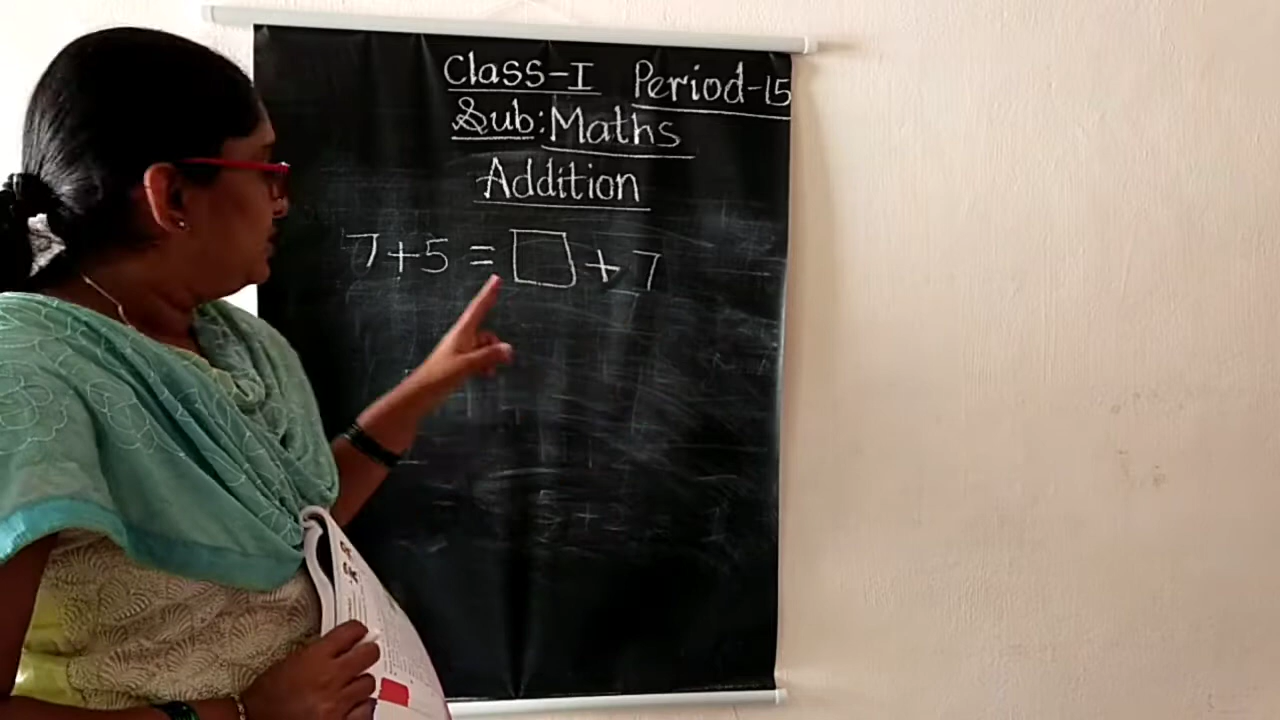 Class-I Period-15
Sub: Maths
Addition
7+5 = □ + 7